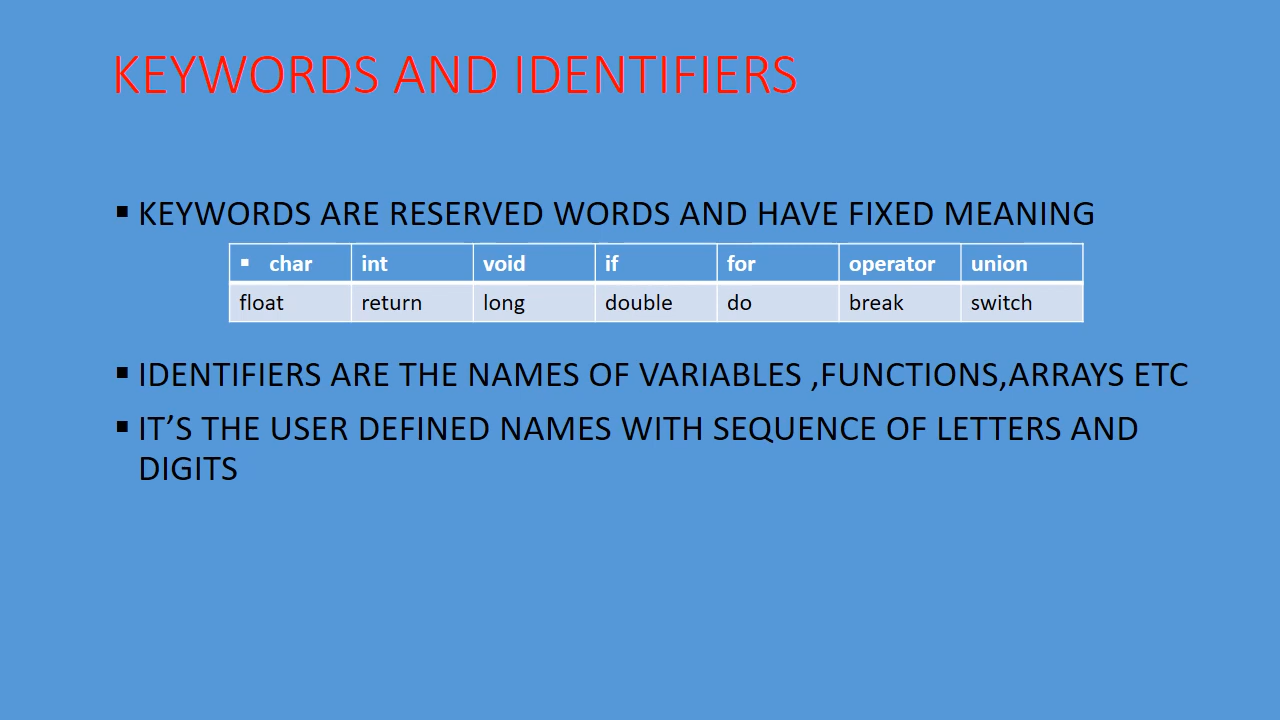 KEYWORDS AND IDENTIFIERS
▪ KEYWORDS ARE RESERVED WORDS AND HAVE FIXED MEANING
▪ char int void if for operator union
float return long double do break switch
▪ IDENTIFIERS ARE THE NAMES OF VARIABLES ,FUNCTIONS,ARRAYS ETC
▪ IT’S THE USER DEFINED NAMES WITH SEQUENCE OF LETTERS AND
DIGITS